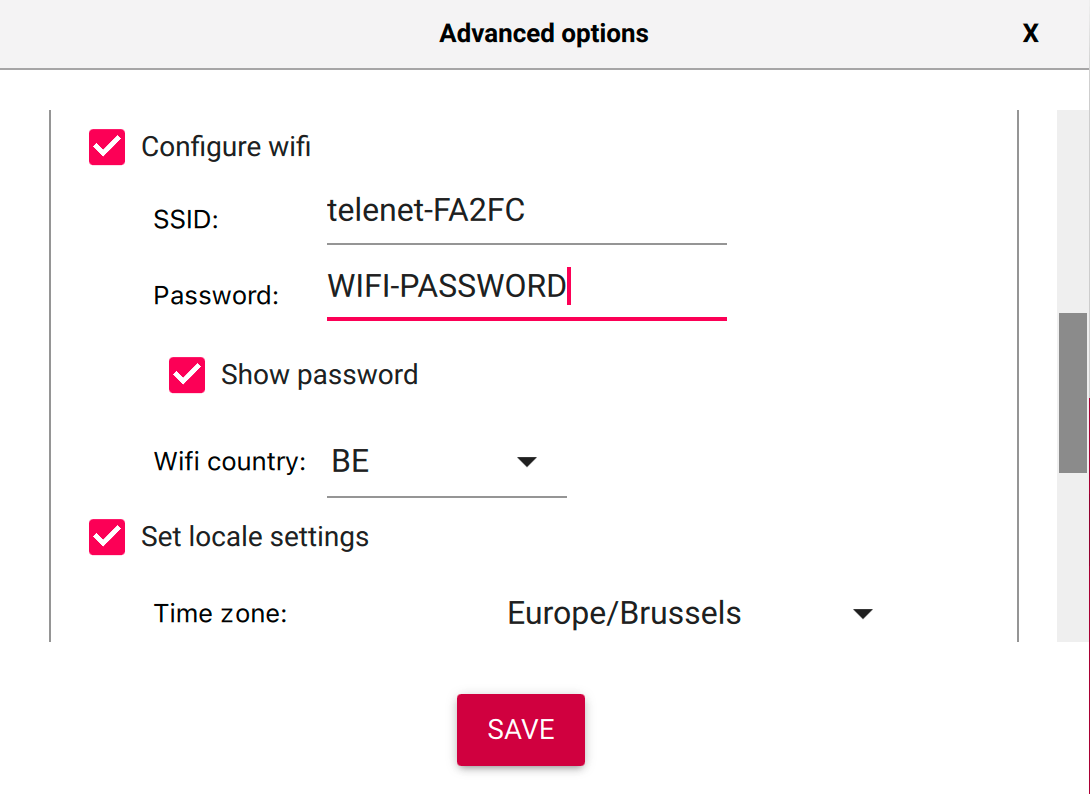 Advanced options X
Configure wifi
SSID: telenet-FA2FC
Password: WIFI-PASSWORD
Show password
Wifi country: BE
Set locale settings
Time zone: Europe/Brussels
SAVE